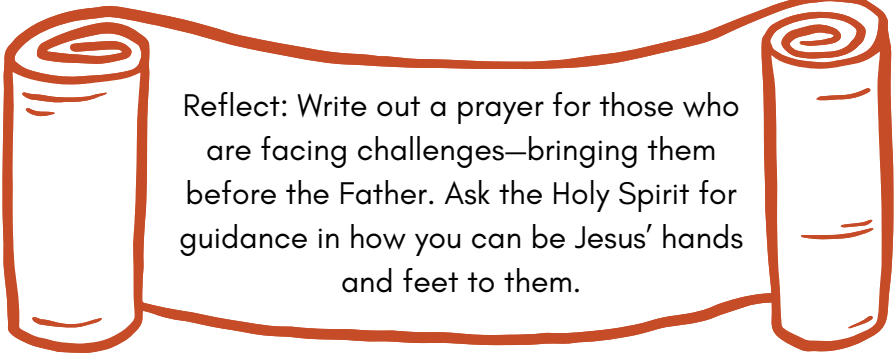 Reflect: Write out a prayer for those who
are facing challenges—bringing them
before the Father. Ask the Holy Spirit for
guidance in how you can be Jesus’ hands
and feet to them.